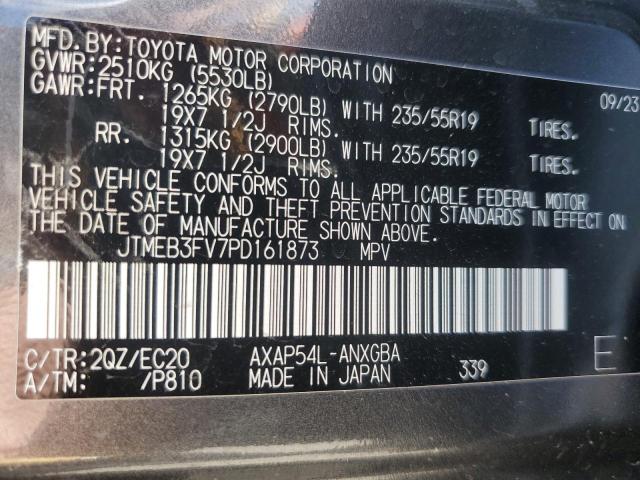 MFD. BY: TOYOTA MOTOR CORPORATION 09/23
GVWR: 2510KG (5530LB)
GAWR: FRT. 1265KG (2790LB) WITH 235/55R19 TIRES.
19X7 1/2J RIMS.
RR. 1315KG (2900LB) WITH 235/55R19 TIRES.
19X7 1/2J RIMS.
THIS VEHICLE CONFORMS TO ALL APPLICABLE FEDERAL MOTOR
VEHICLE SAFETY AND THEFT PREVENTION STANDARDS IN EFFECT ON
THE DATE OF MANUFACTURE SHOWN ABOVE.
JTMEB3FV7PD161873 MPV
C/TR: 2QZ/EC20 AXAP54L-ANXGBA E
A/TM: /P810 MADE IN JAPAN 339